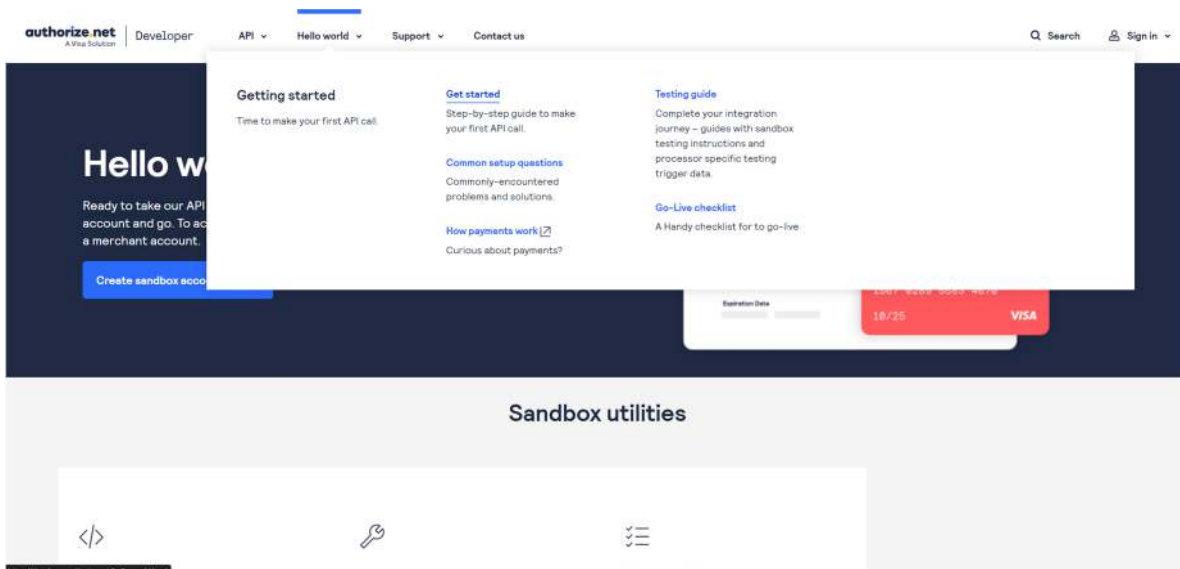 authorize.net
A Visa Solution
Developer
API
Hello world
Support
Contact us
Search
Sign in
Getting started
Time to make your first API call.
Get started
Step-by-step guide to make
your first API call.
Common setup questions
Commonly-encountered
problems and solutions.
How payments work
Curious about payments?
Testing guide
Complete your integration
journey – guides with sandbox
testing instructions and
processor specific testing
trigger data.
Go-Live checklist
A Handy checklist for to go-live
Hello w
Ready to take our API
account and go. To ac
a merchant account.
Create sandbox acco
Expiration Date
10/25
VISA
Sandbox utilities